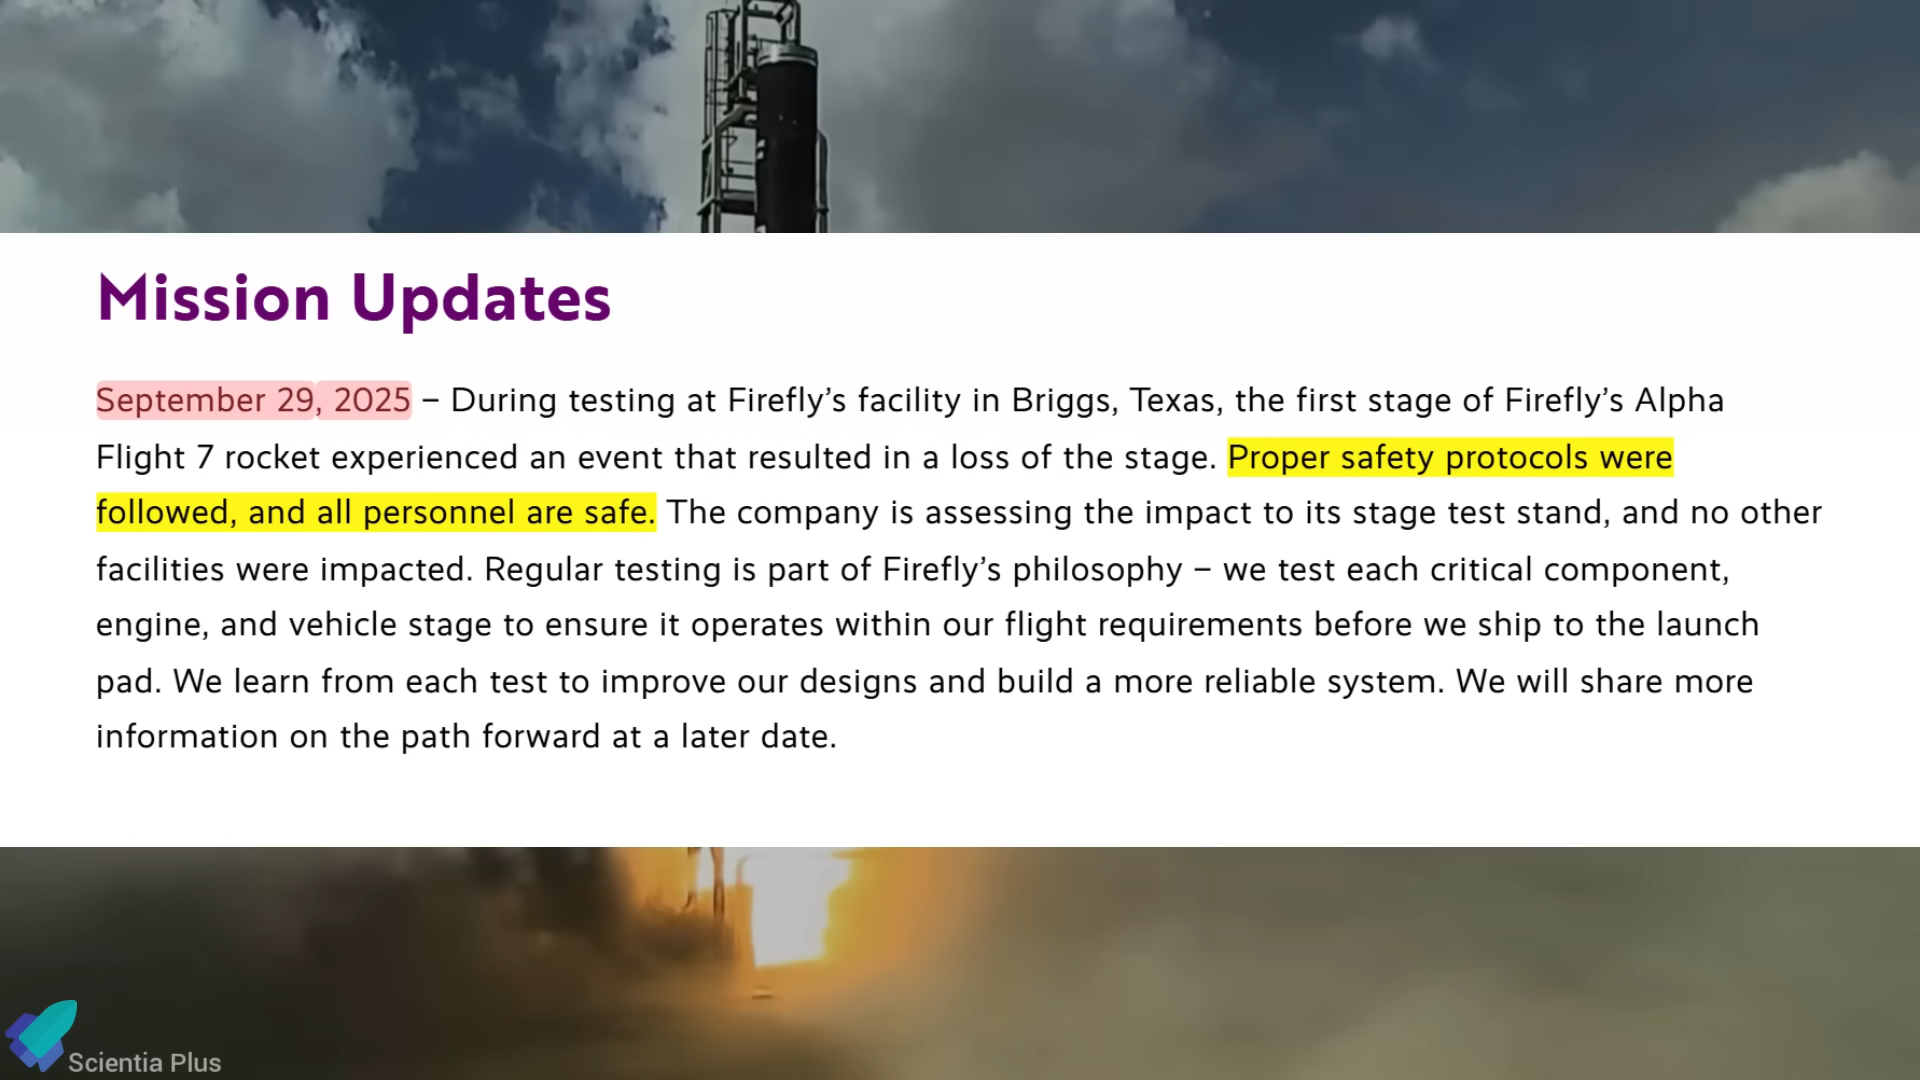 Mission Updates
September 29, 2025 – During testing at Firefly’s facility in Briggs, Texas, the first stage of Firefly’s Alpha
Flight 7 rocket experienced an event that resulted in a loss of the stage. Proper safety protocols were
followed, and all personnel are safe. The company is assessing the impact to its stage test stand, and no other
facilities were impacted. Regular testing is part of Firefly’s philosophy – we test each critical component,
engine, and vehicle stage to ensure it operates within our flight requirements before we ship to the launch
pad. We learn from each test to improve our designs and build a more reliable system. We will share more
information on the path forward at a later date.
Scientia Plus